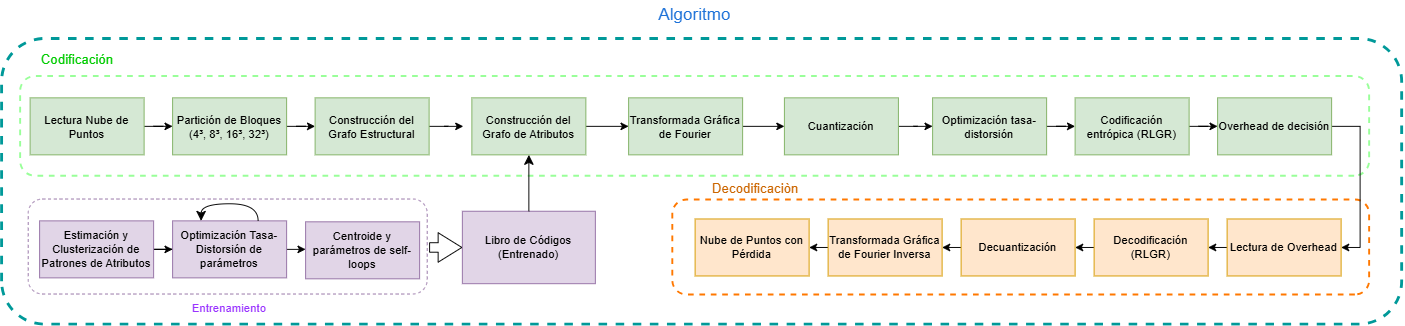 Algoritmo
Codificación
Lectura Nube de
Puntos
Partición de Bloques
(4³, 8³, 16³, 32³)
Construcción del
Grafo Estructural
Construcción del
Grafo de Atributos
Transformada Gráfica
de Fourier
Cuantización
Optimización tasa-
distorsión
Codificación
entrópica (RLGR)
Overhead de decisión
Estimación y
Clusterización de
Patrones de Atributos
Optimización Tasa-
Distorsión de
parámetros
Centroide y
parámetros de self-
loops
Entrenamiento
Libro de Códigos
(Entrenado)
Decodificaciòn
Nube de Puntos con
Pérdida
Transformada Gráfica
de Fourier Inversa
Decuantización
Decodificación
(RLGR)
Lectura de Overhead